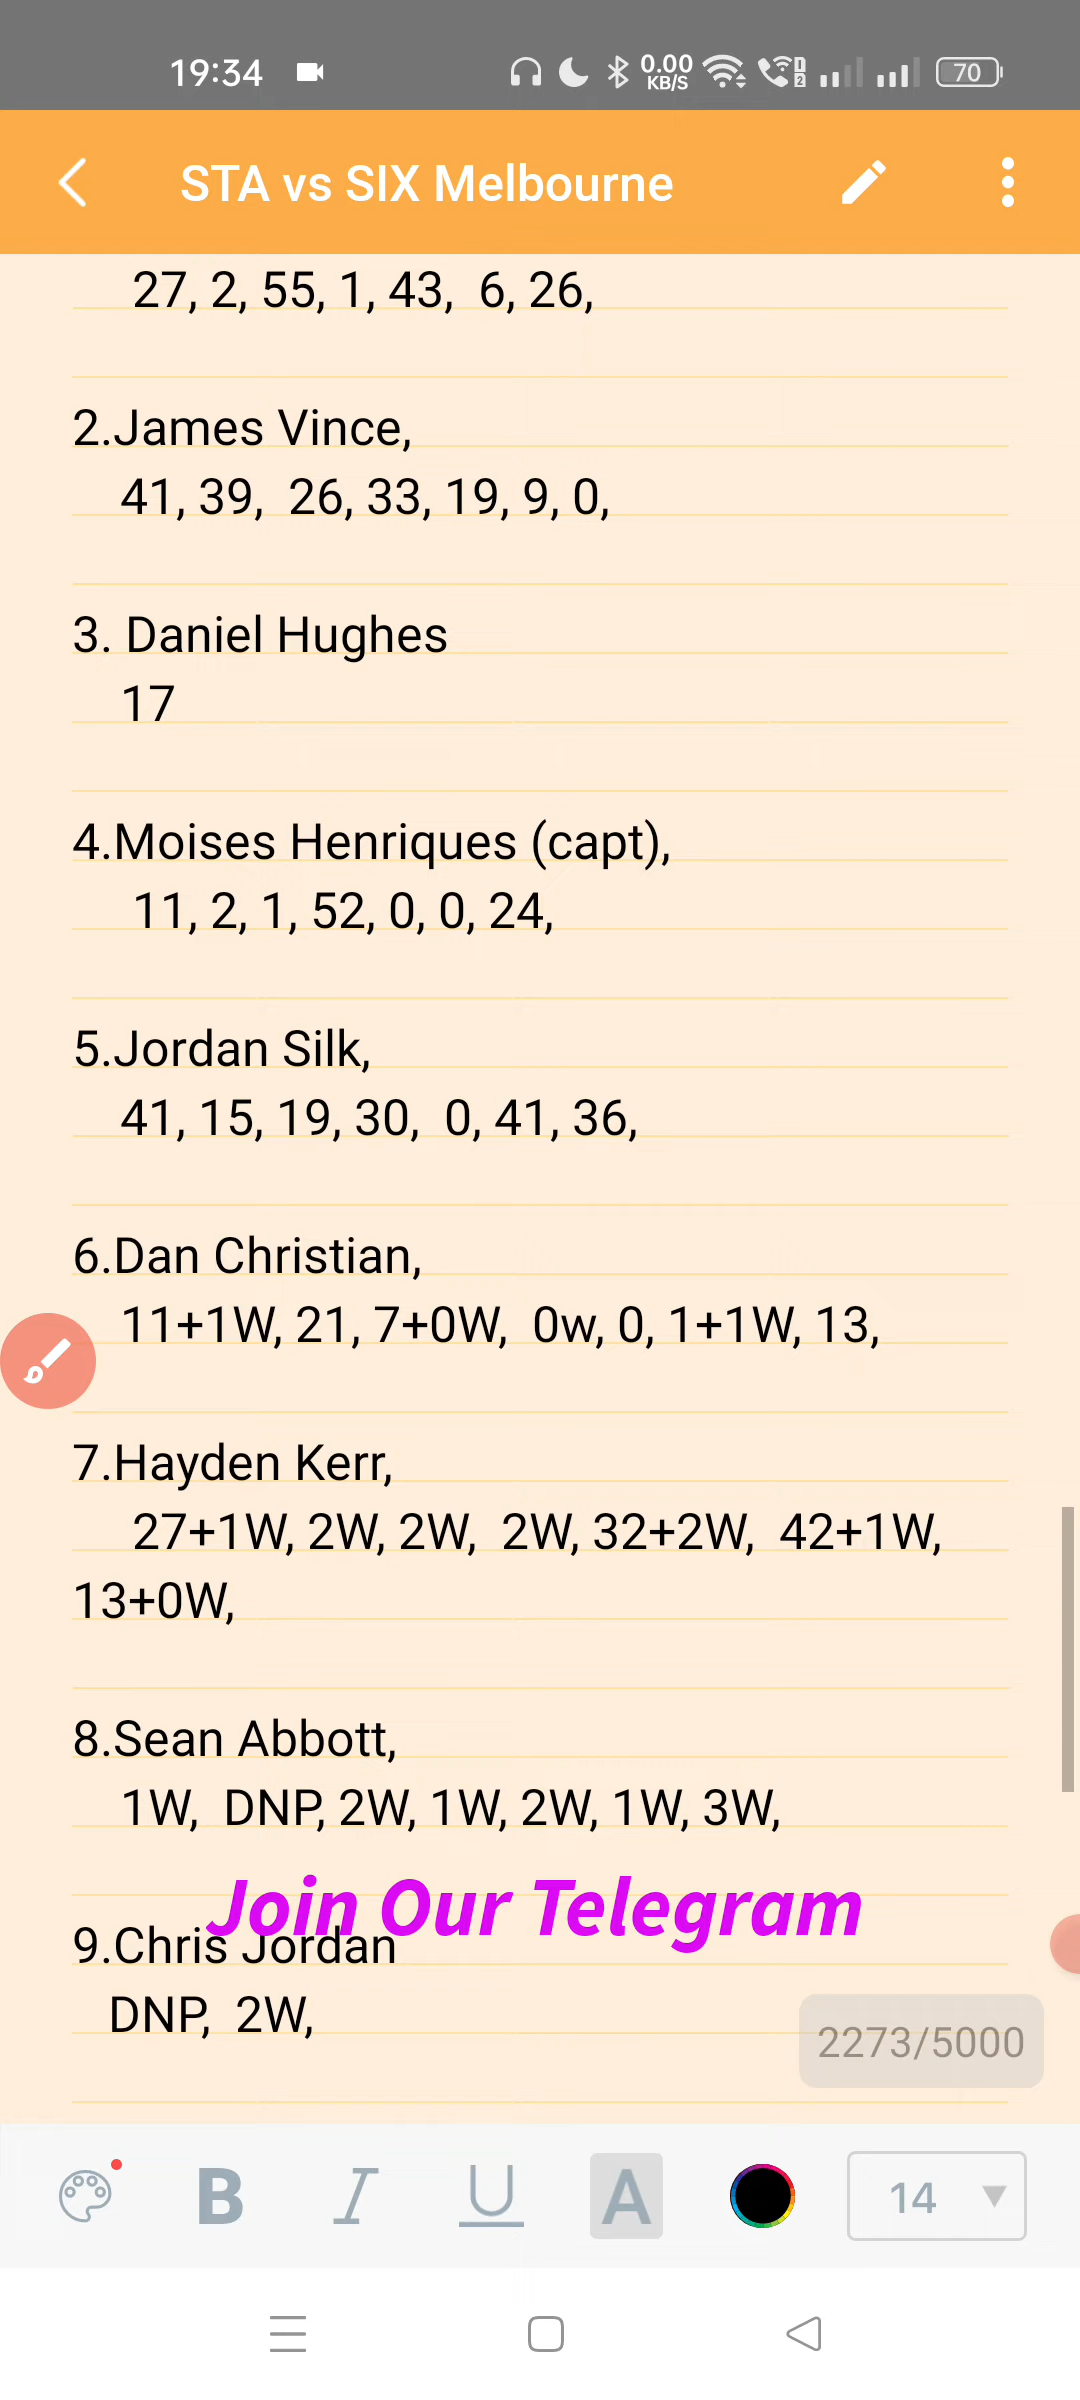 19:34 0.00 KB/S 70
STA vs SIX Melbourne
27, 2, 55, 1, 43, 6, 26,
2.James Vince,
41, 39, 26, 33, 19, 9, 0,
3. Daniel Hughes
17
4.Moises Henriques (capt),
11, 2, 1, 52, 0, 0, 24,
5.Jordan Silk,
41, 15, 19, 30, 0, 41, 36,
6.Dan Christian,
11+1W, 21, 7+0W, 0w, 0, 1+1W, 13,
7.Hayden Kerr,
27+1W, 2W, 2W, 2W, 32+2W, 42+1W,
13+0W,
8.Sean Abbott,
1W, DNP, 2W, 1W, 2W, 1W, 3W,
Join Our Telegram
9.Chris Jordan
DNP, 2W,
2273/5000
B I U A 14